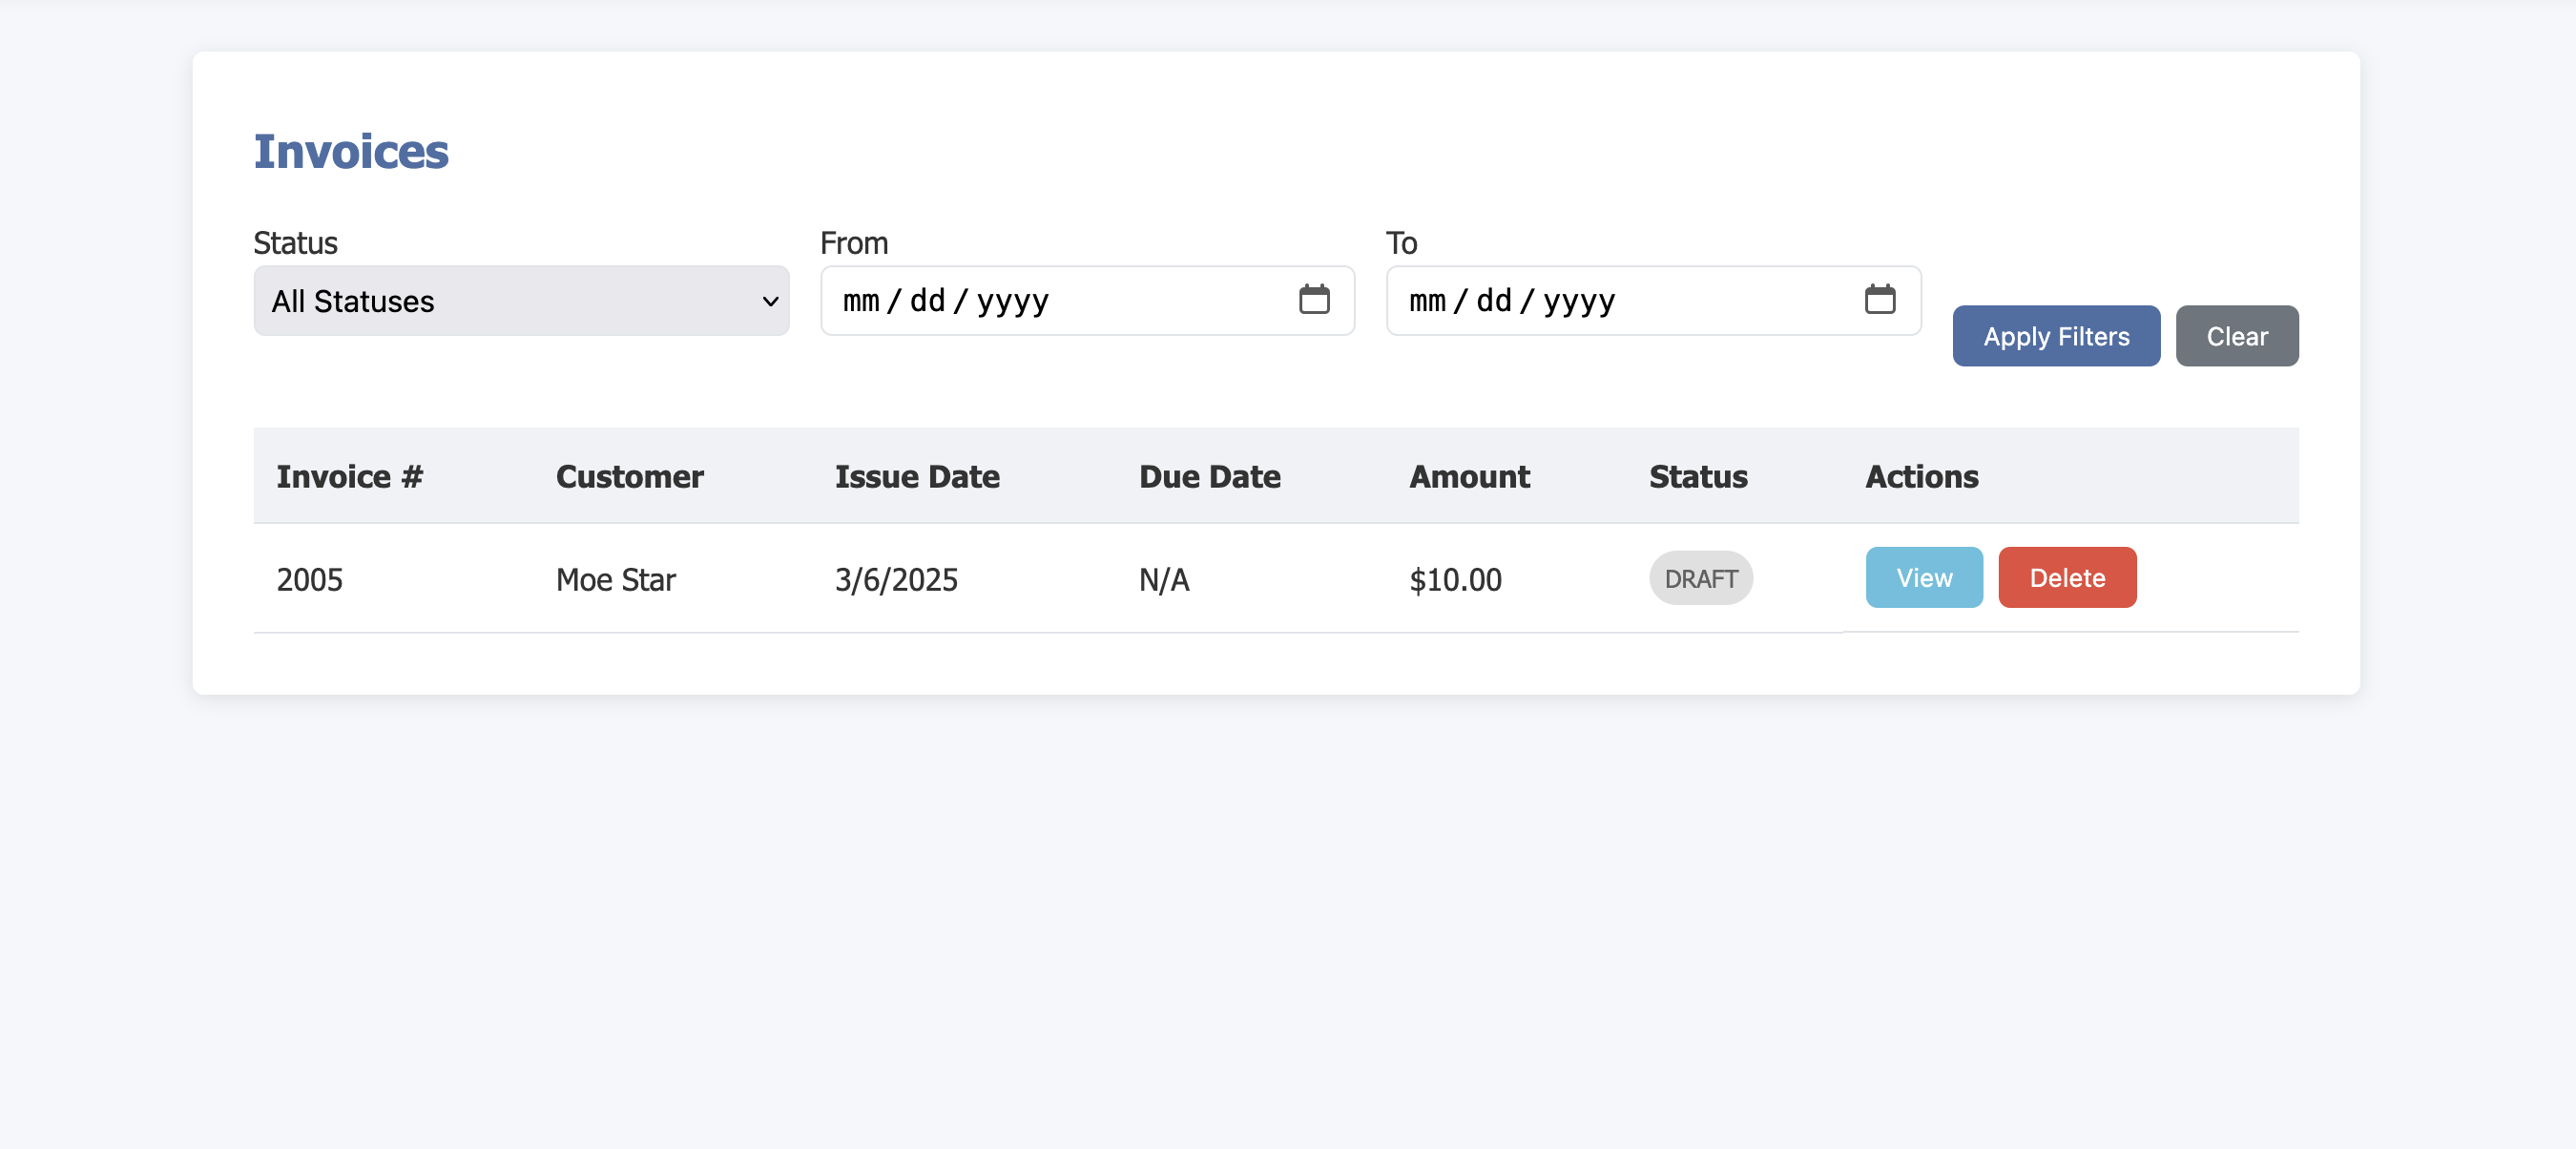 Invoices
Status From To
All Statuses mm/dd/yyyy mm/dd/yyyy
Apply Filters Clear
Invoice # Customer Issue Date Due Date Amount Status Actions
2005 Moe Star 3/6/2025 N/A $10.00 DRAFT View Delete